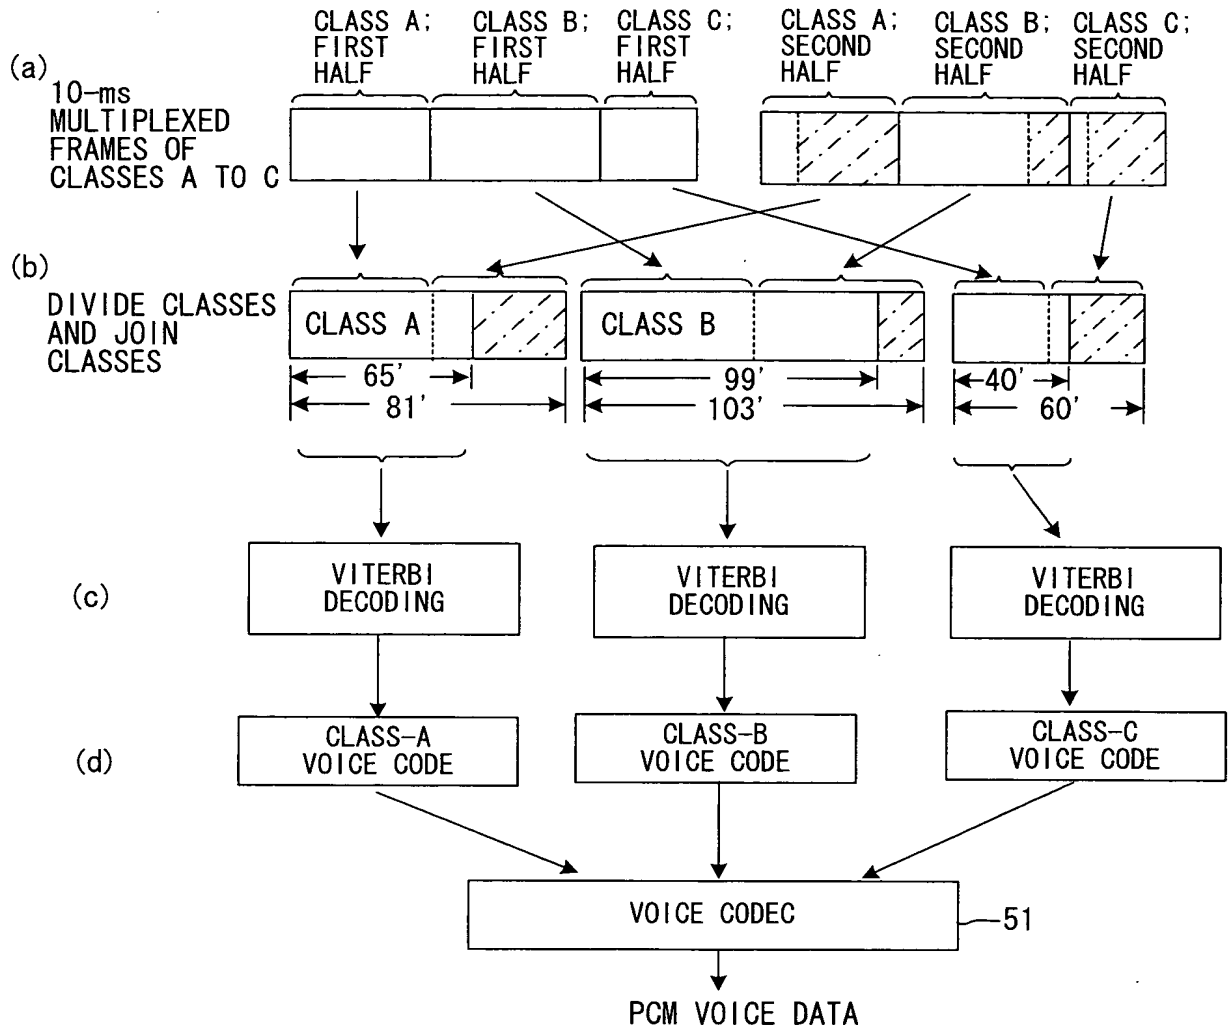 (a)
10-ms
MULTIPLEXED
FRAMES OF
CLASSES A TO C
CLASS A;
FIRST
HALF
CLASS B;
FIRST
HALF
CLASS C;
FIRST
HALF
CLASS A;
SECOND
HALF
CLASS B;
SECOND
HALF
CLASS C;
SECOND
HALF
(b)
DIVIDE CLASSES
AND JOIN
CLASSES
CLASS A
CLASS B
65'
81'
99'
103'
40'
60'
(c)
VITERBI
DECODING
VITERBI
DECODING
VITERBI
DECODING
(d)
CLASS-A
VOICE CODE
CLASS-B
VOICE CODE
CLASS-C
VOICE CODE
VOICE CODEC
51
PCM VOICE DATA